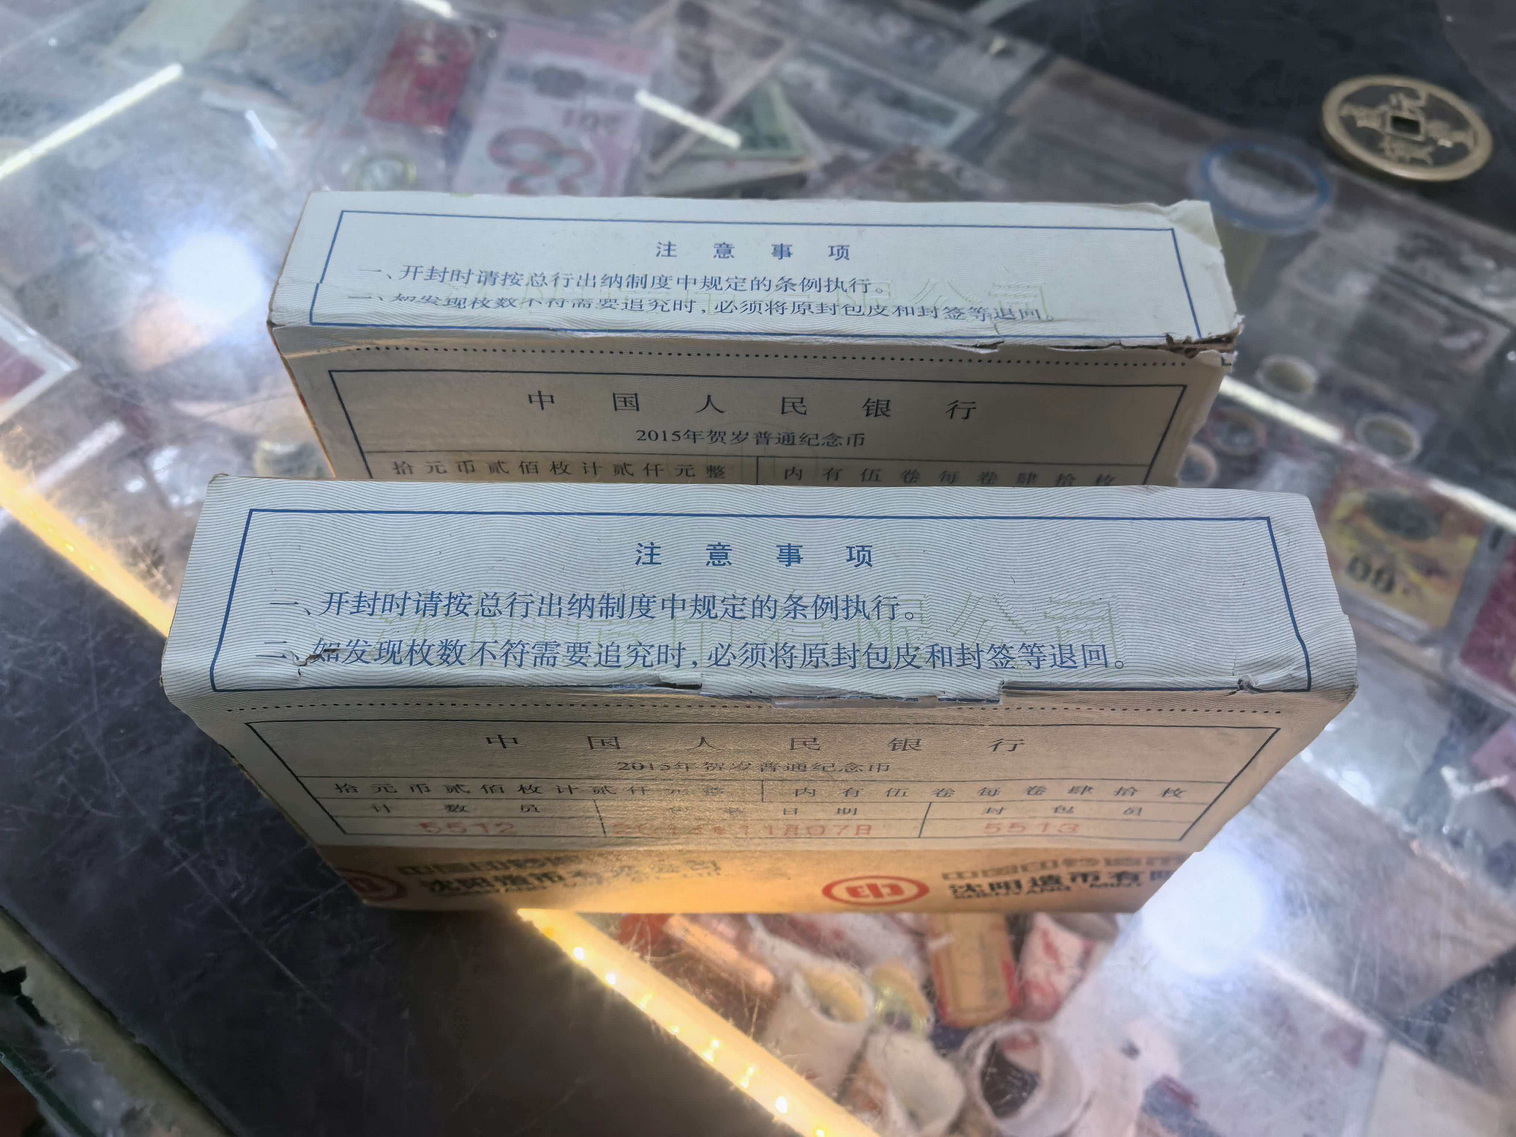 注意事项
一、开封时请按总行出纳制度中规定的条例执行。
二、如发现枚数不符需要追究时，必须将原封包皮和封签等退回。
中国人民银行
2015年贺岁普通纪念币
拾元币贰佰枚计贰仟元整 内有伍卷每卷肆拾枚
注意事项
一、开封时请按总行出纳制度中规定的条例执行。
二、如发现枚数不符需要追究时，必须将原封包皮和封签等退回。
中国人民银行
2015年贺岁普通纪念币
拾元币贰佰枚计贰仟元整 内有伍卷每卷肆拾枚
计数员 日期 封包员
5512 5513
沈阳造币有 沈阳造币有限